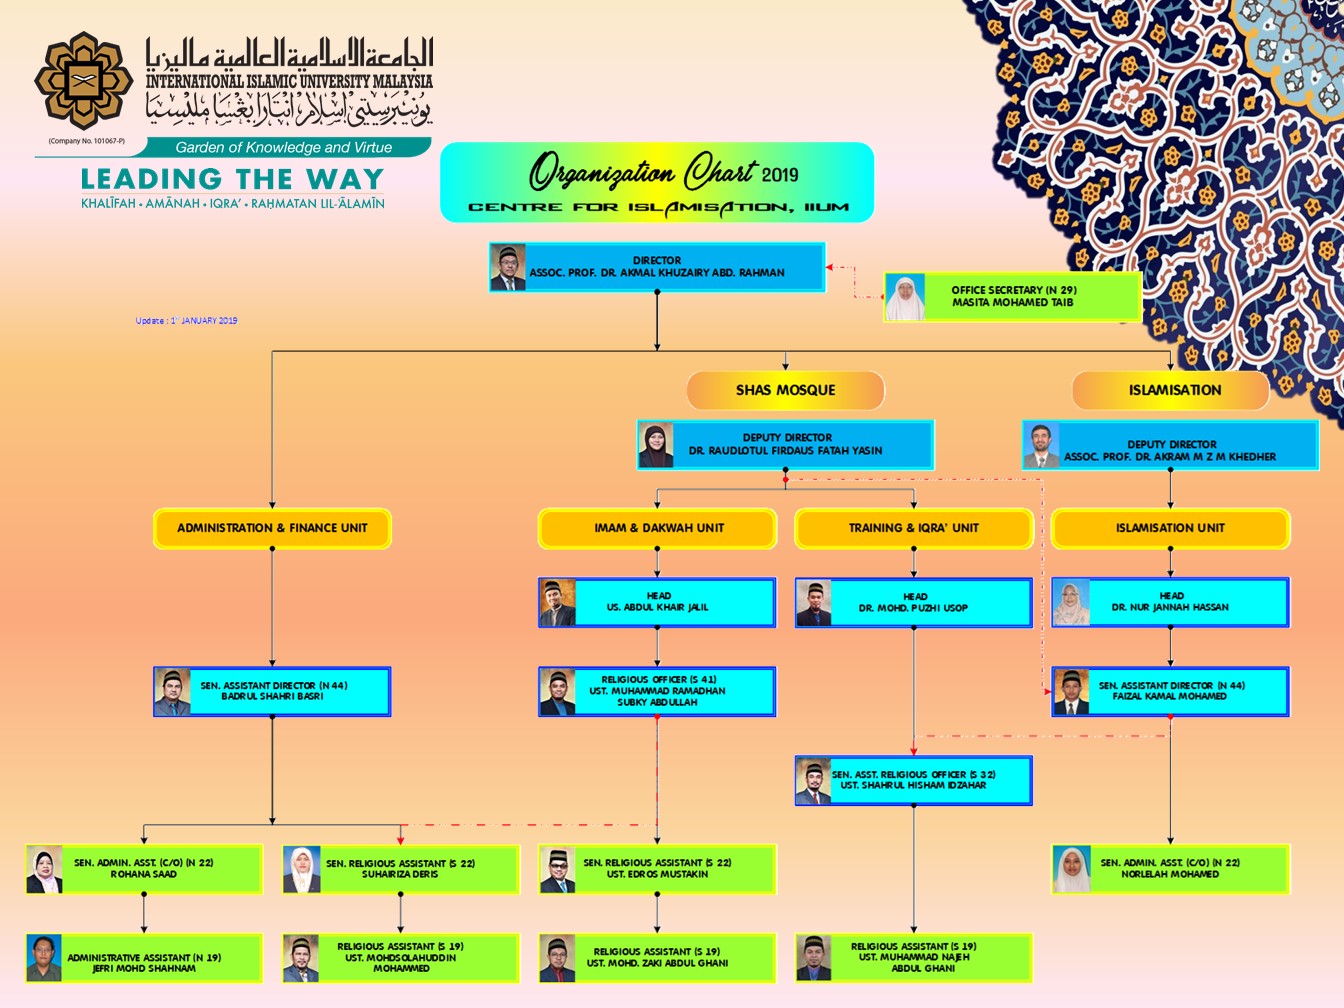 الجامعة الاسلامية العالمية ماليزيا
INTERNATIONAL ISLAMIC UNIVERSITY MALAYSIA
يونيبرسيتي اسلام انتارابغسا مليسيا
(Company No. 101067-P)
Garden of Knowledge and Virtue
LEADING THE WAY
KHALĪFAH • AMĀNAH • IQRA’ • RAḤMATAN LIL-ʿĀLAMĪN
Organization Chart 2019
CENTRE FOR ISLAMISATION, IIUM
DIRECTOR
ASSOC. PROF. DR. AKMAL KHUZAIRY ABD. RAHMAN
OFFICE SECRETARY (N 29)
MASITA MOHAMED TAIB
Update : 1st JANUARY 2019
SHAS MOSQUE
ISLAMISATION
DEPUTY DIRECTOR
DR. RAUDLOTUL FIRDAUS FATAH YASIN
DEPUTY DIRECTOR
ASSOC. PROF. DR. AKRAM M Z M KHEDHER
ADMINISTRATION & FINANCE UNIT
IMAM & DAKWAH UNIT
TRAINING & IQRA' UNIT
ISLAMISATION UNIT
HEAD
US. ABDUL KHAIR JALIL
HEAD
DR. MOHD. PUZHI USOP
HEAD
DR. NUR JANNAH HASSAN
SEN. ASSISTANT DIRECTOR (N 44)
BADRUL SHAHRI BASRI
RELIGIOUS OFFICER (S 41)
UST. MUHAMMAD RAMADHAN
SUBKY ABDULLAH
SEN. ASSISTANT DIRECTOR (N 44)
FAIZAL KAMAL MOHAMED
SEN. ASST. RELIGIOUS OFFICER (S 32)
UST. SHAHRUL HISHAM IDZAHAR
SEN. ADMIN. ASST. (C/O) (N 22)
ROHANA SAAD
SEN. RELIGIOUS ASSISTANT (S 22)
SUHAIRIZA DERIS
SEN. RELIGIOUS ASSISTANT (S 22)
UST. EDROS MUSTAKIN
SEN. ADMIN. ASST. (C/O) (N 22)
NORLELAH MOHAMED
ADMINISTRATIVE ASSISTANT (N 19)
JEFRI MOHD SHAHNAM
RELIGIOUS ASSISTANT (S 19)
UST. MOHDSOLAHUDDIN
MOHAMMED
RELIGIOUS ASSISTANT (S 19)
UST. MOHD. ZAKI ABDUL GHANI
RELIGIOUS ASSISTANT (S 19)
UST. MUHAMMAD NAJEH
ABDUL GHANI